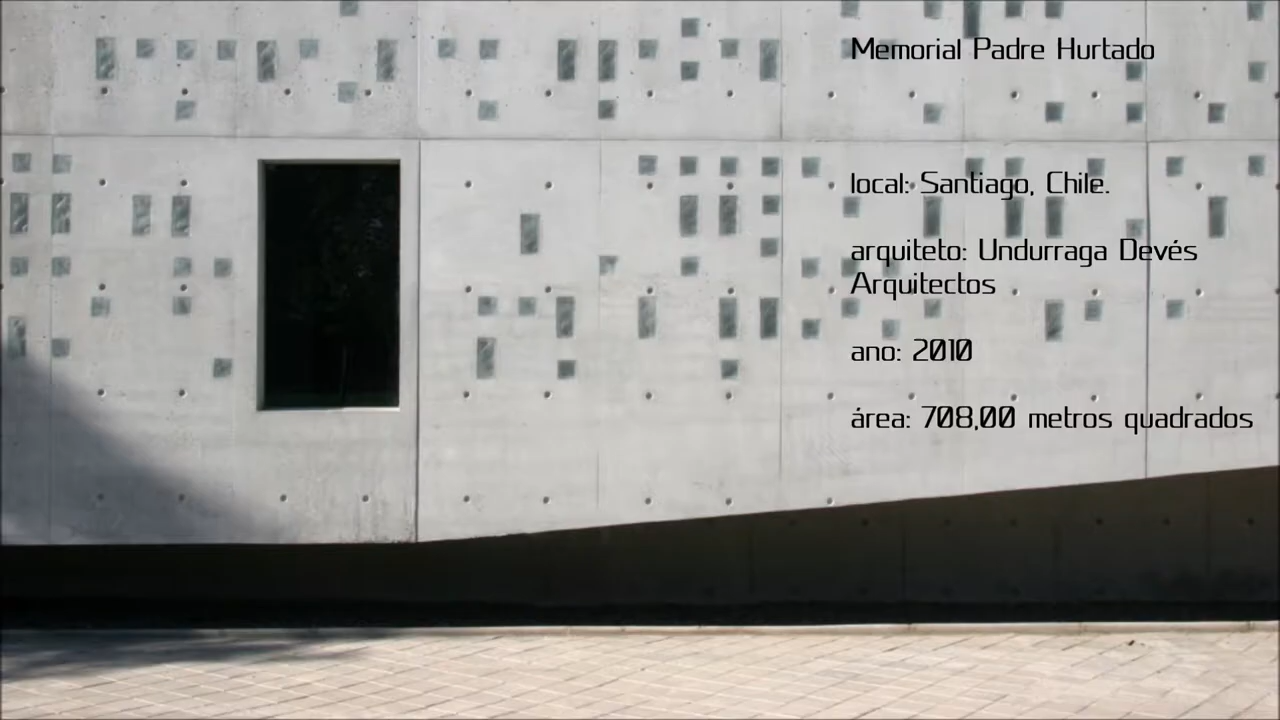 Memorial Padre Hurtado
local: Santiago, Chile.
arquiteto: Undurraga Devés
Arquitectos
ano: 2010
área: 708,00 metros quadrados